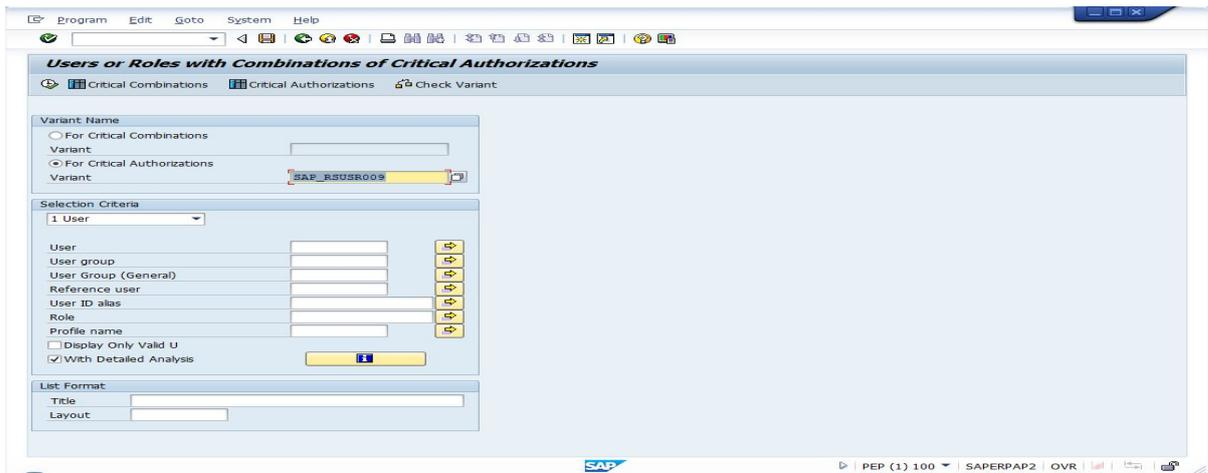 Program Edit Goto System Help
Users or Roles with Combinations of Critical Authorizations
Critical Combinations Critical Authorizations Check Variant
Variant Name
For Critical Combinations
Variant
For Critical Authorizations
Variant SAP_RSUSR009
Selection Criteria
1 User
User
User group
User Group (General)
Reference user
User ID alias
Role
Profile name
Display Only Valid U
With Detailed Analysis
List Format
Title
Layout
SAP PEP (1) 100 SAPERPAP2 OVR